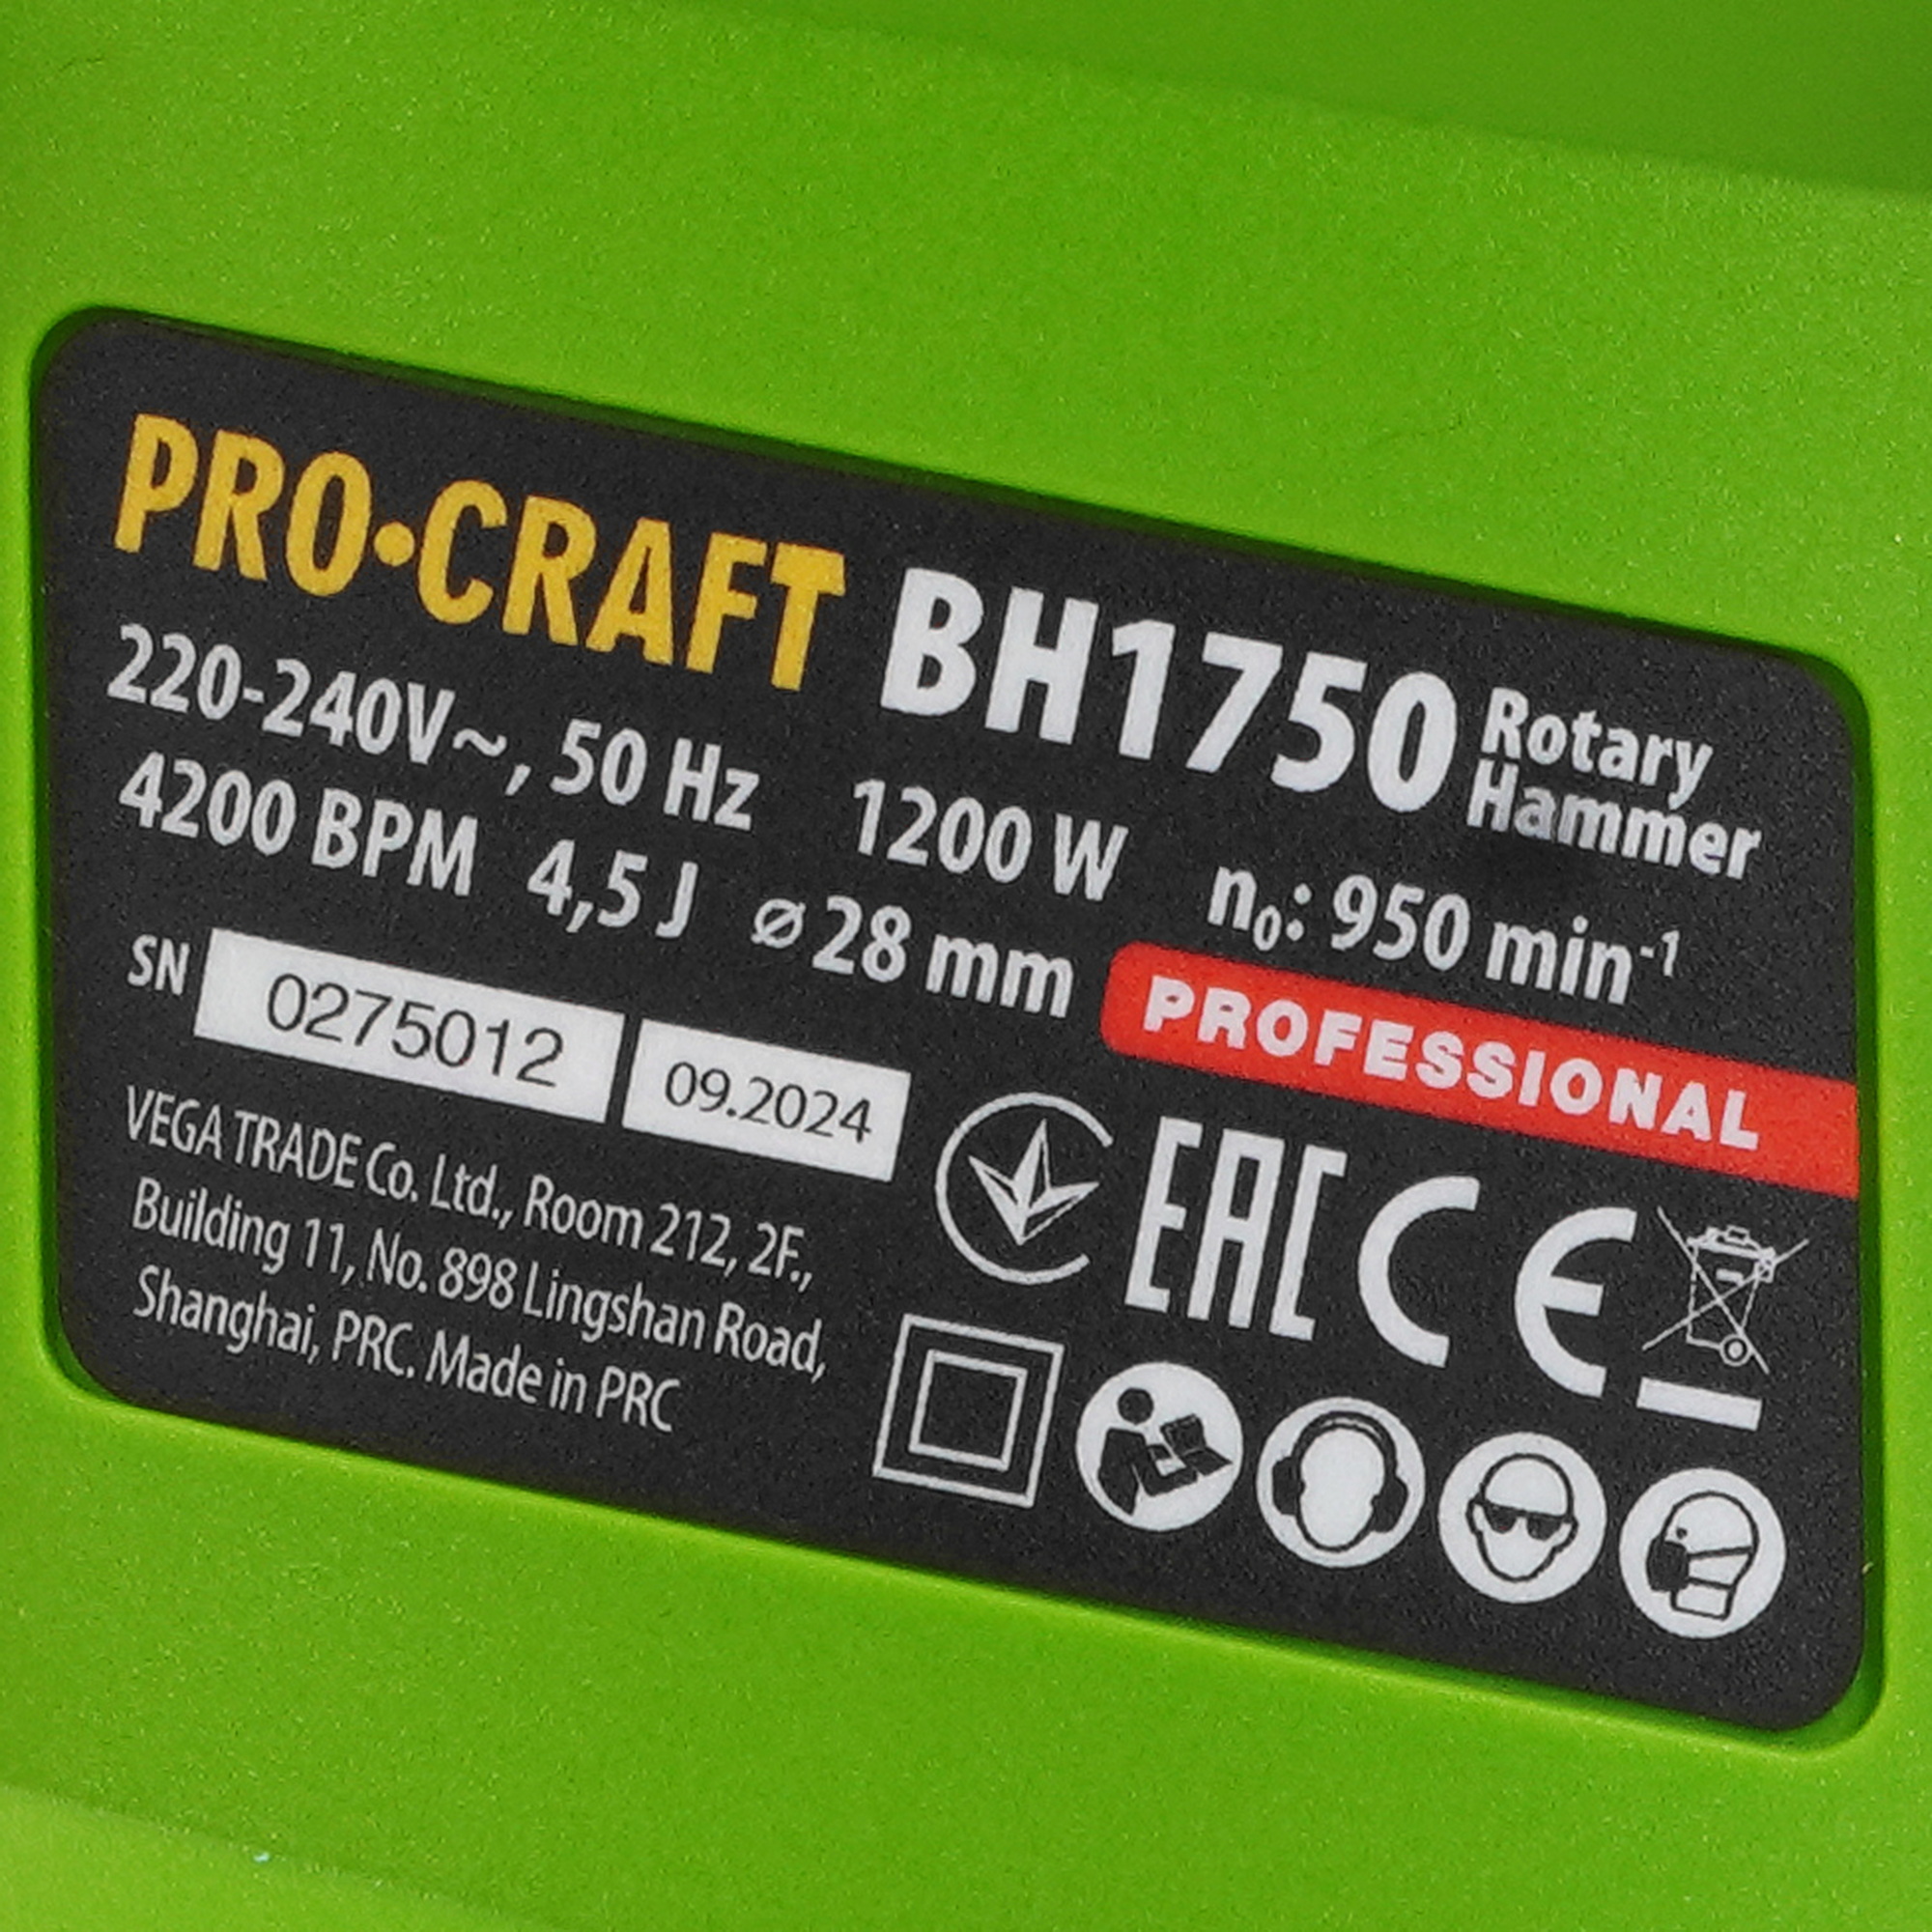 PRO•CRAFT BH1750 Rotary Hammer
220-240V~, 50 Hz 1200 W n₀: 950 min⁻¹
4200 BPM 4,5 J ⌀28 mm
PROFESSIONAL
SN 0275012 09.2024
VEGA TRADE Co. Ltd., Room 212, 2F.,
Building 11, No. 898 Lingshan Road,
Shanghai, PRC. Made in PRC
EAC CE